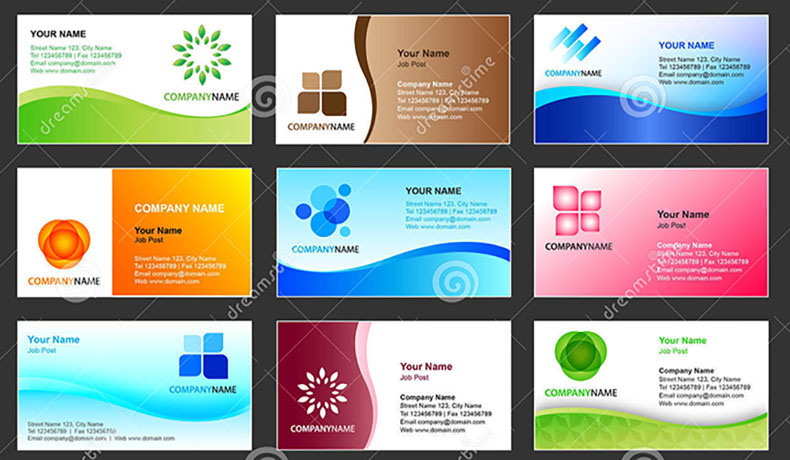 YOUR NAME
Street Name 123, City Name
Tel 123456789 | Fax 123456789
Email company@domain.com
Web www.domain.com
COMPANYNAME
Your Name
Job Post
Company Name
Street Name 123, City Name
Tel 123456789 | Fax 123456789
Email company@domain.com
Web www.domain.com
COMPANYNAME
YOUR NAME
Street Name 123, City Name
Tel 123456789 | Fax 123456789
Email company@domain.com
Web www.domain.com
COMPANYNAME
COMPANY NAME
Your Name
Job Post
Street Name 123, City Name
Tel 123456789 | Fax 123456789
Email company@domain.com
Web www.domain.com
COMPANYNAME
YOUR NAME
Street Name 123, City Name
Tel 123456789 | Fax 123456789
Email company@domain.com
Web www.domain.com
COMPANYNAME
Your Name
Job Post
Company Name
Street Name 123, City Name
Tel 123456789 | Fax 123456789
Email company@domain.com
Web www.domain.com
COMPANYNAME
Your Name
Job Post
COMPANYNAME
Street Name 123, City Name
Tel 123456789 | Fax 123456789
Email company@domain.com
Web www.domain.com
Your Name
Job Post
Company Name
Street Name 123, City Name
Tel 123456789 | Fax 123456789
Email company@domain.com
Web www.domain.com
COMPANYNAME
Your Name
Job Post
Company Name
Street Name 123, City Name
Tel 123456789 | Fax 123456789
Email company@domain.com
Web www.domain.com
COMPANYNAME
dreamstime